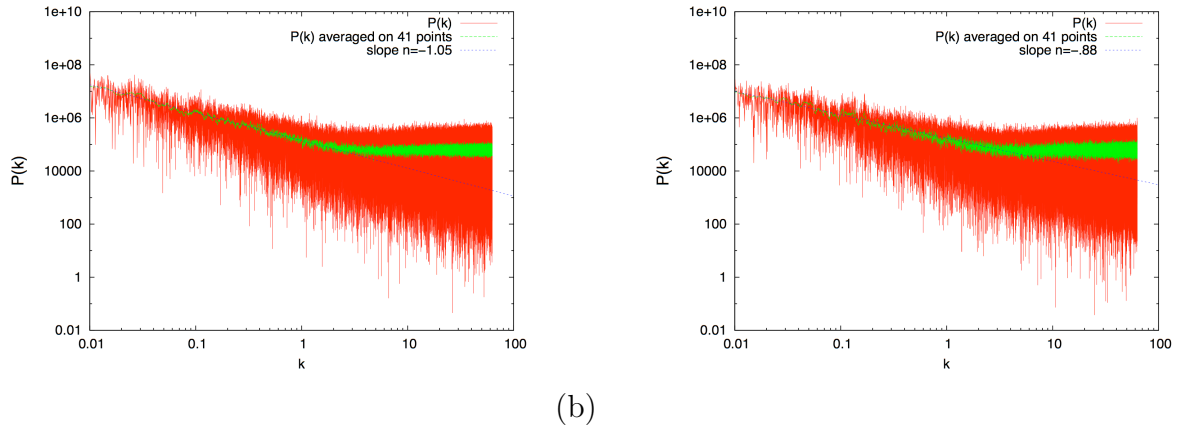 1e+10
1e+08
1e+06
10000
100
1
0.01
P(k)
0.01 0.1 1 10 100
k
P(k)
P(k) averaged on 41 points
slope n=−1.05
1e+10
1e+08
1e+06
10000
100
1
0.01
P(k)
0.01 0.1 1 10 100
k
P(k)
P(k) averaged on 41 points
slope n=−.88
(b)